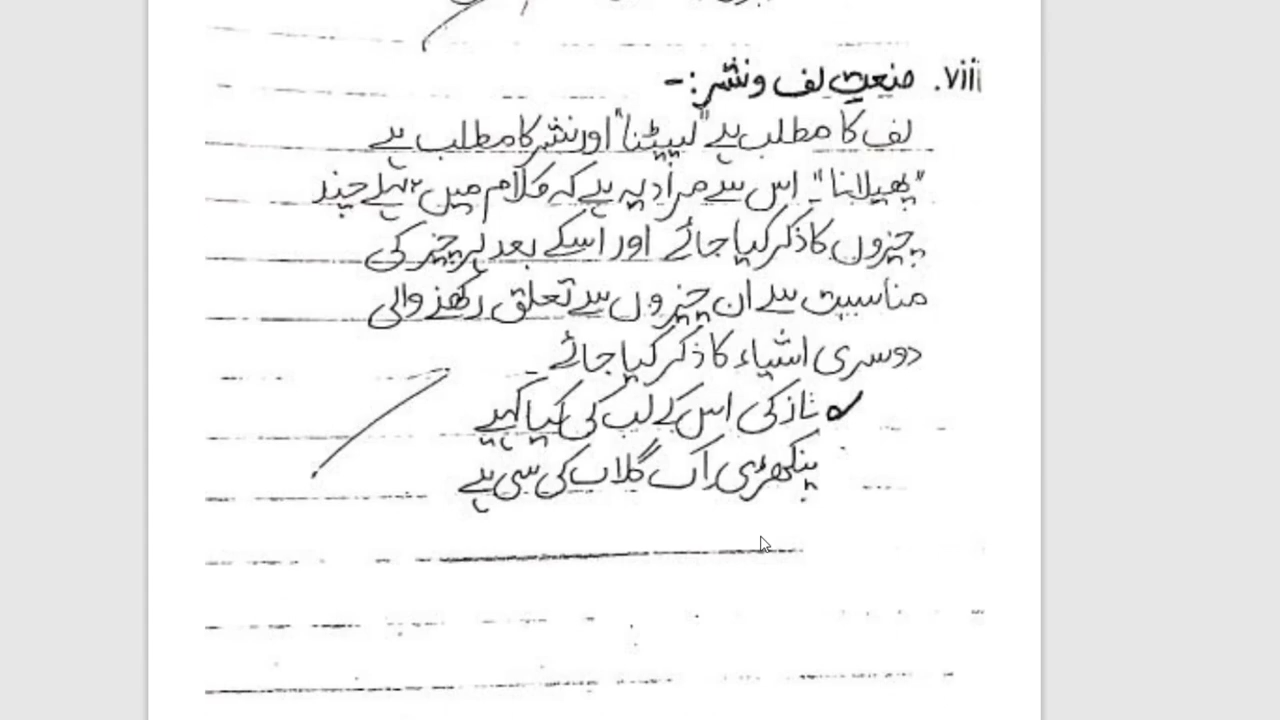 viii. صنعتِ لف و نشر :-
لف کا مطلب ہے "لپیٹنا" اور نشر کا مطلب ہے
"پھیلانا"۔ اس سے مراد یہ ہے کہ کلام میں پہلے چند
چیزوں کا ذکر کیا جائے اور اسکے بعد ہر چیز کی
مناسبت سے ان چیزوں سے تعلق رکھنے والی
دوسری اشیاء کا ذکر کیا جائے۔
نازکی اس کے لب کی کیا کہیے
پنکھڑی اک گلاب کی سی ہے